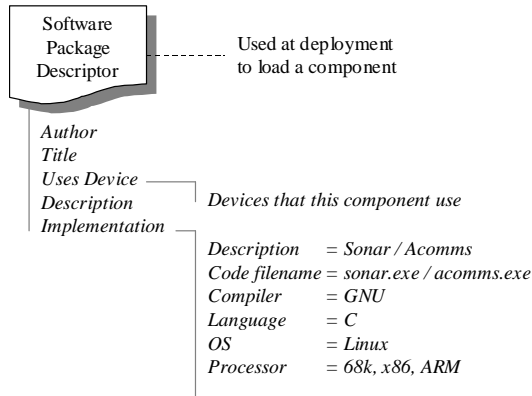 Software
Package
Descriptor
Used at deployment
to load a component
Author
Title
Uses Device
Devices that this component use
Description
Implementation
Description = Sonar / Acomms
Code filename = sonar.exe / acomms.exe
Compiler = GNU
Language = C
OS = Linux
Processor = 68k, x86, ARM